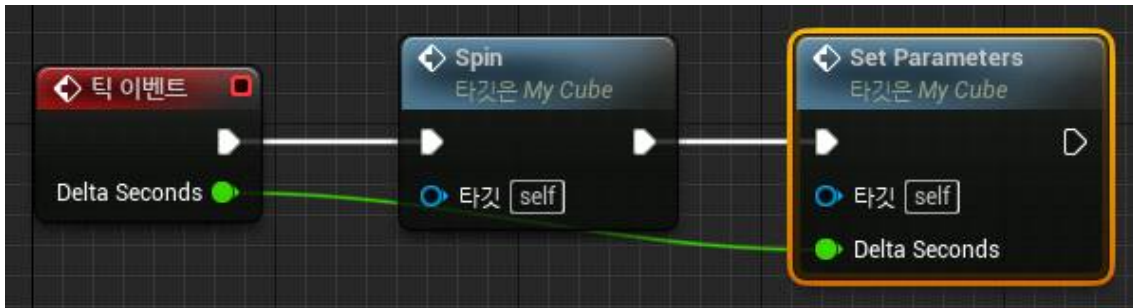 틱 이벤트
Delta Seconds
Spin
타깃은 My Cube
타깃 self
Set Parameters
타깃은 My Cube
타깃 self
Delta Seconds